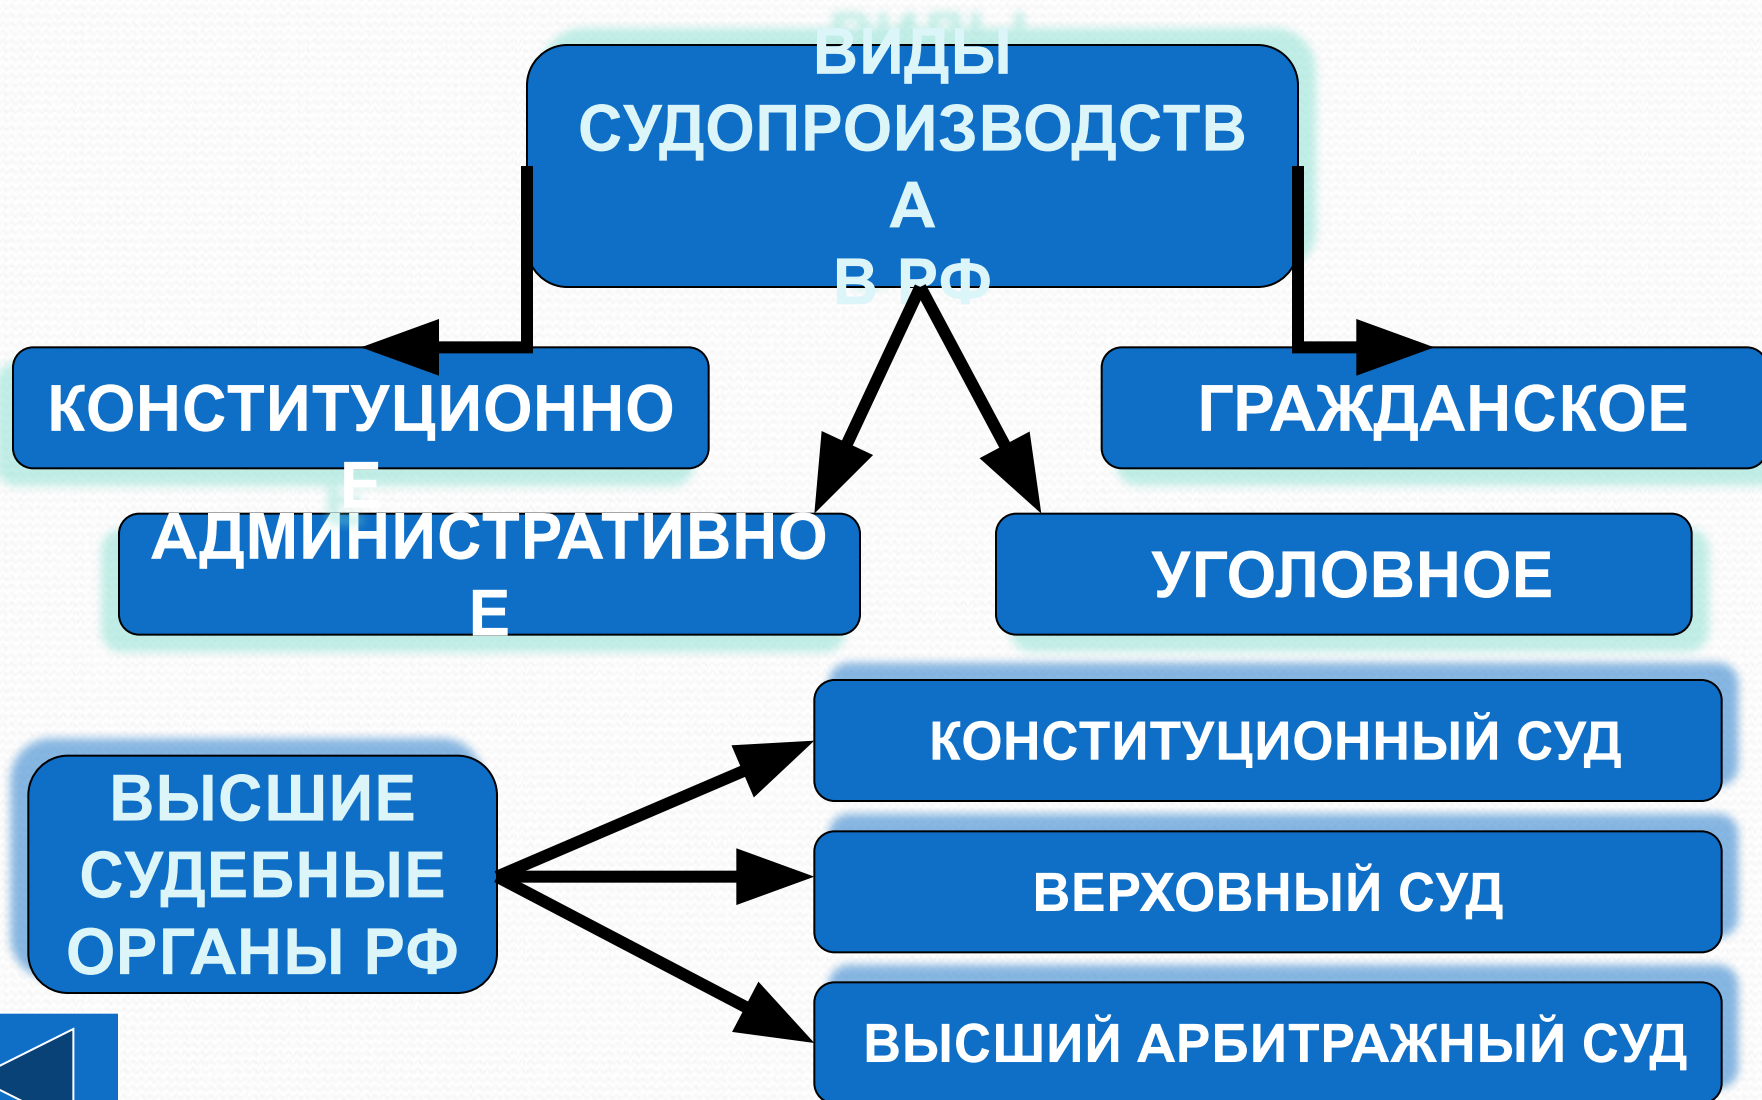 ВИДЫ
СУДОПРОИЗВОДСТВ
А
В РФ
КОНСТИТУЦИОННО
Е
ГРАЖДАНСКОЕ
АДМИНИСТРАТИВНО
Е
УГОЛОВНОЕ
КОНСТИТУЦИОННЫЙ СУД
ВЫСШИЕ
СУДЕБНЫЕ
ОРГАНЫ РФ
ВЕРХОВНЫЙ СУД
ВЫСШИЙ АРБИТРАЖНЫЙ СУД